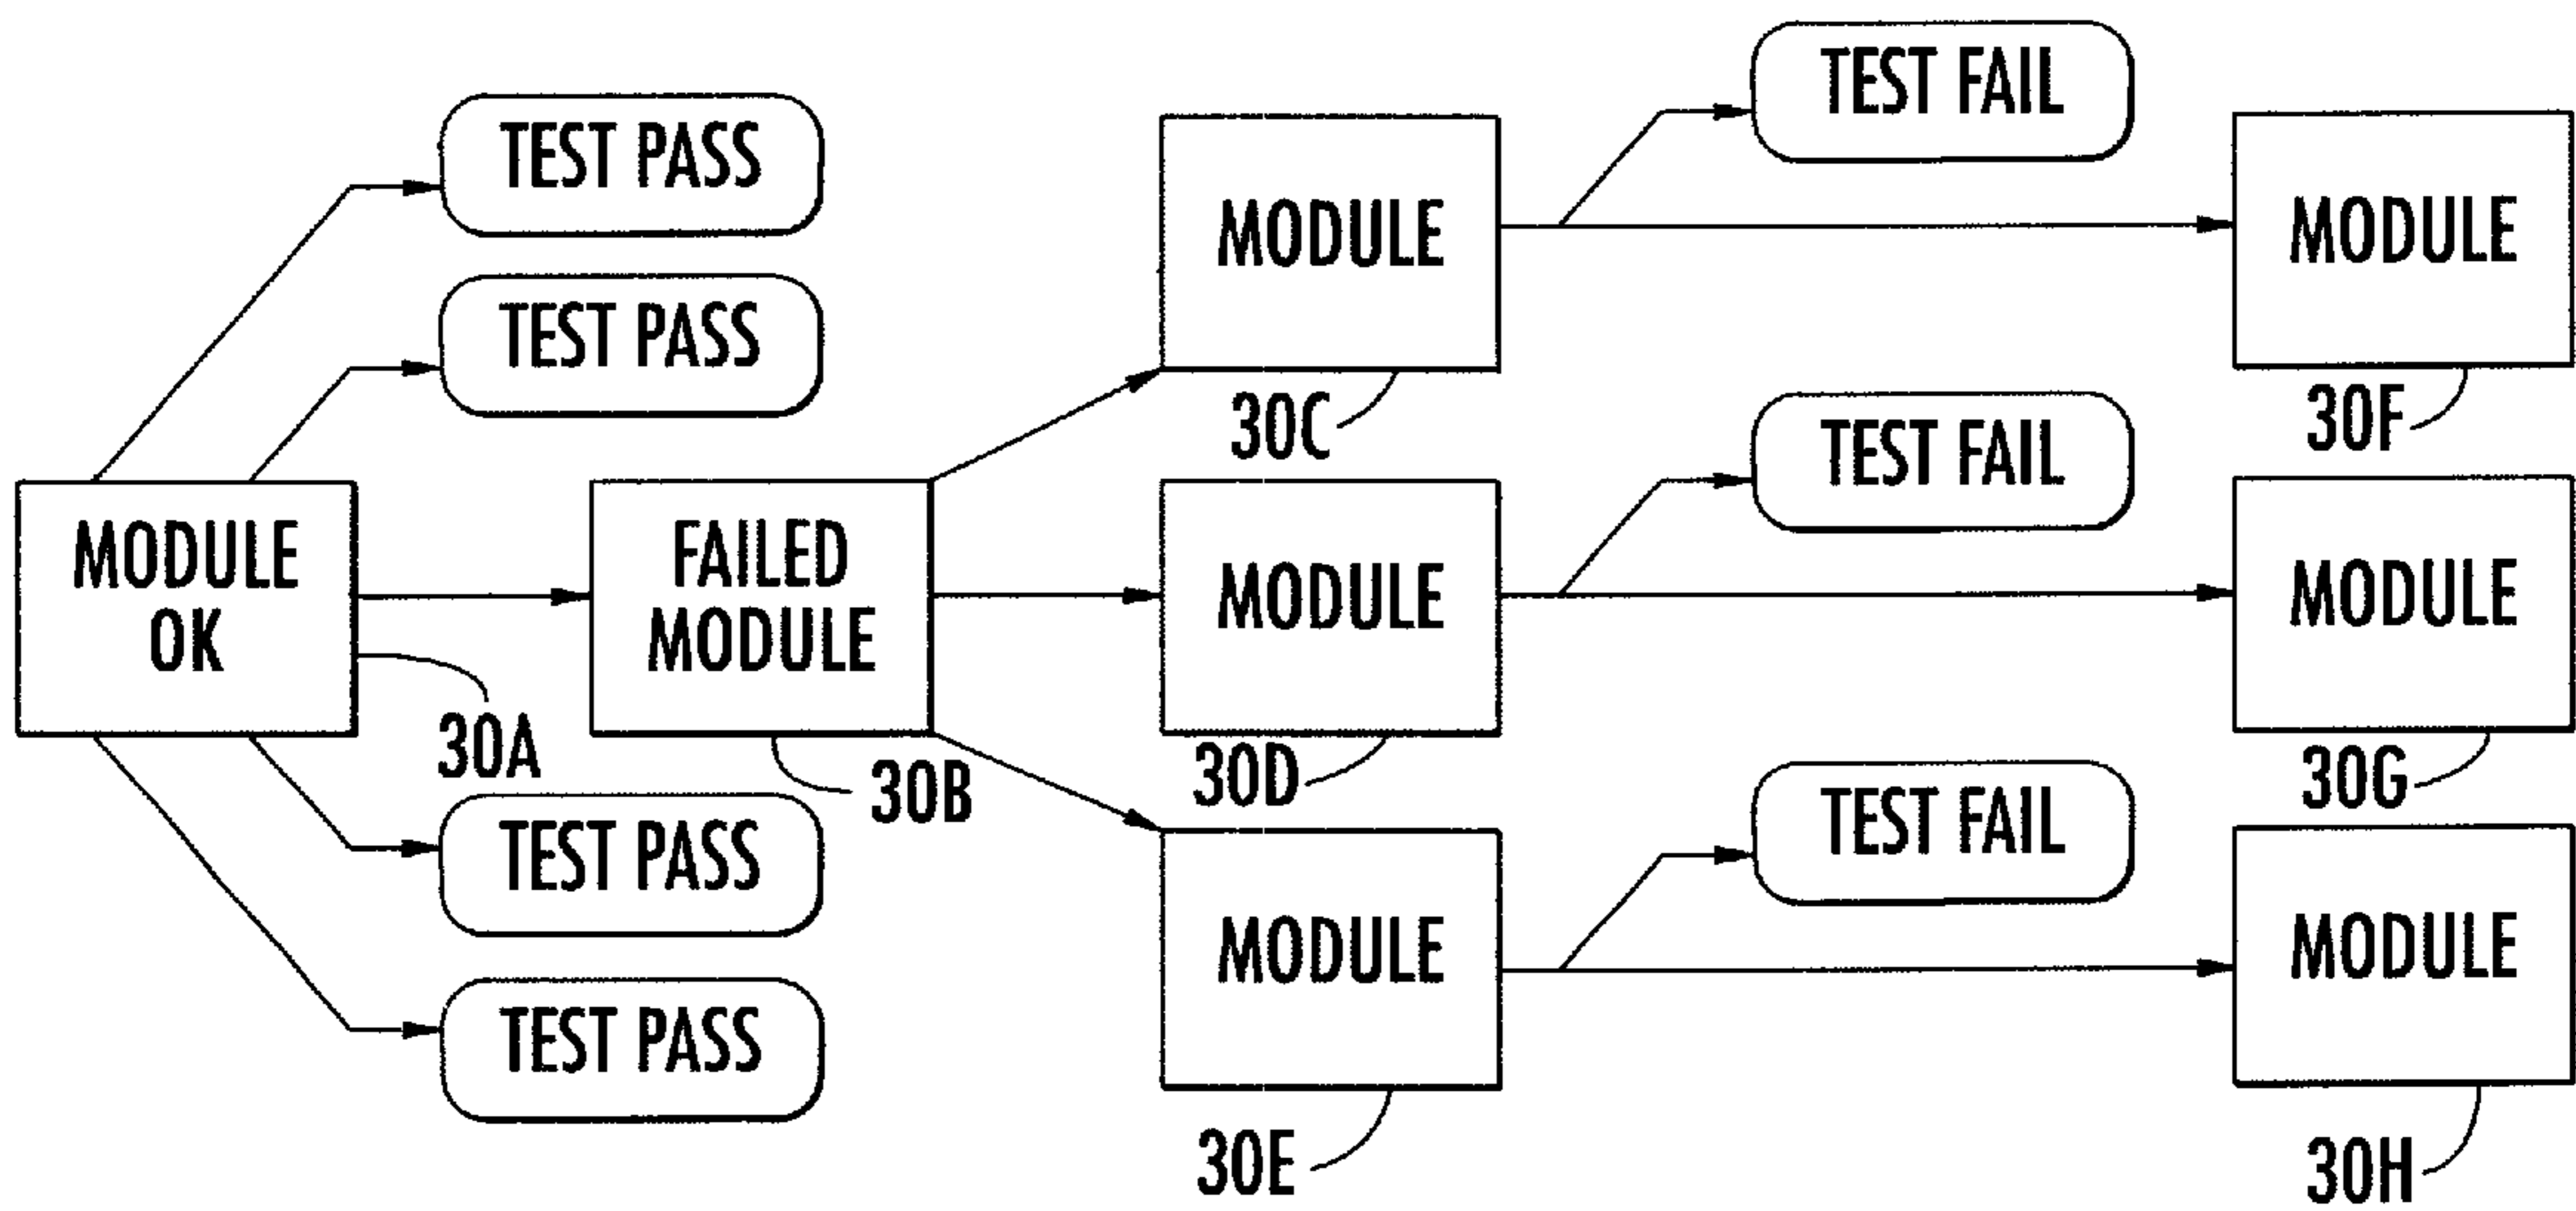 TEST FAIL
TEST PASS
MODULE
MODULE
TEST PASS
30C
30F
TEST FAIL
MODULE
OK
FAILED
MODULE
MODULE
MODULE
30A
30B
30D
30G
TEST PASS
TEST FAIL
MODULE
MODULE
TEST PASS
30E
30H